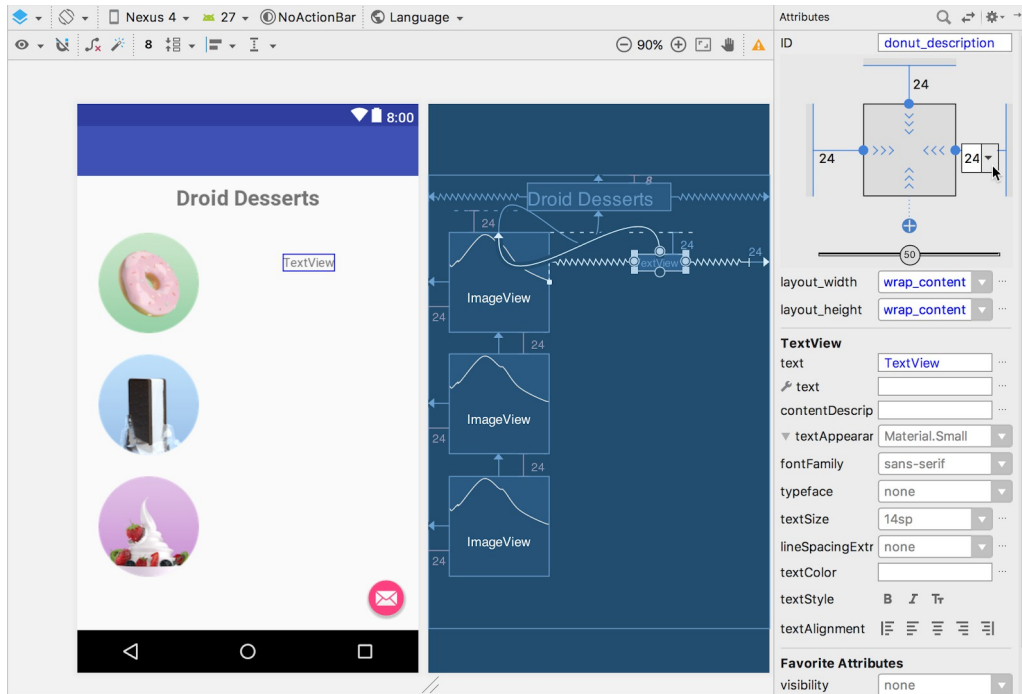 Nexus 4 27 NoActionBar Language
8 90%
8:00
Droid Desserts
TextView
8
Droid Desserts
24
24
TextView
24
ImageView
24
24
ImageView
24
24
ImageView
24
Attributes
ID donut_description
24
24
24
50
layout_width wrap_content
layout_height wrap_content
TextView
text TextView
text
contentDescrip
textAppearar Material.Small
fontFamily sans-serif
typeface none
textSize 14sp
lineSpacingExtr none
textColor
textStyle B I Tт
textAlignment
Favorite Attributes
visibility none